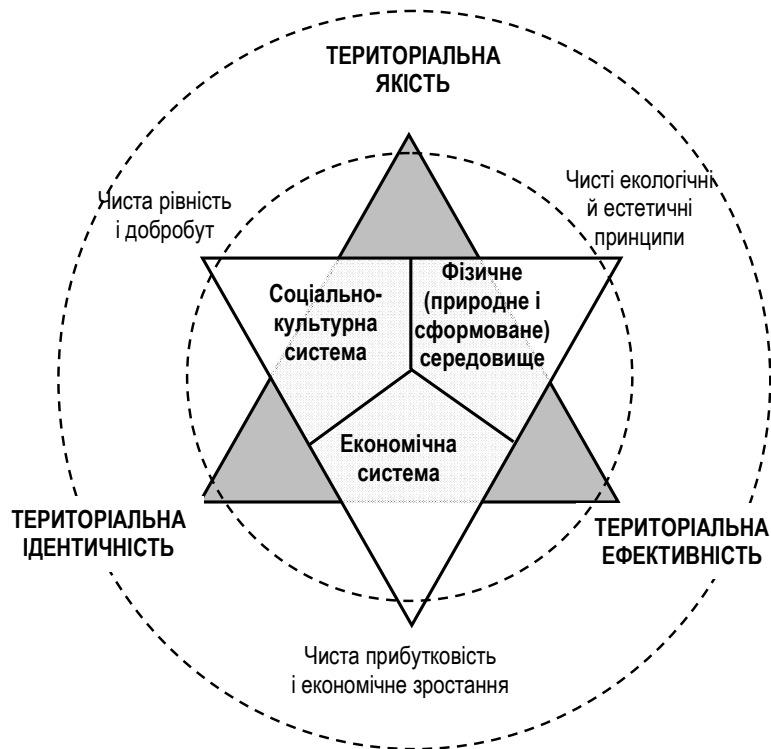 ТЕРИТОРІАЛЬНА
ЯКІСТЬ
Чиста рівність
і добробут
Чисті екологічні
й естетичні
принципи
Соціально-
культурна
система
Фізичне
(природне і
сформоване)
середовище
Економічна
система
ТЕРИТОРІАЛЬНА
ІДЕНТИЧНІСТЬ
ТЕРИТОРІАЛЬНА
ЕФЕКТИВНІСТЬ
Чиста прибутковість
і економічне зростання